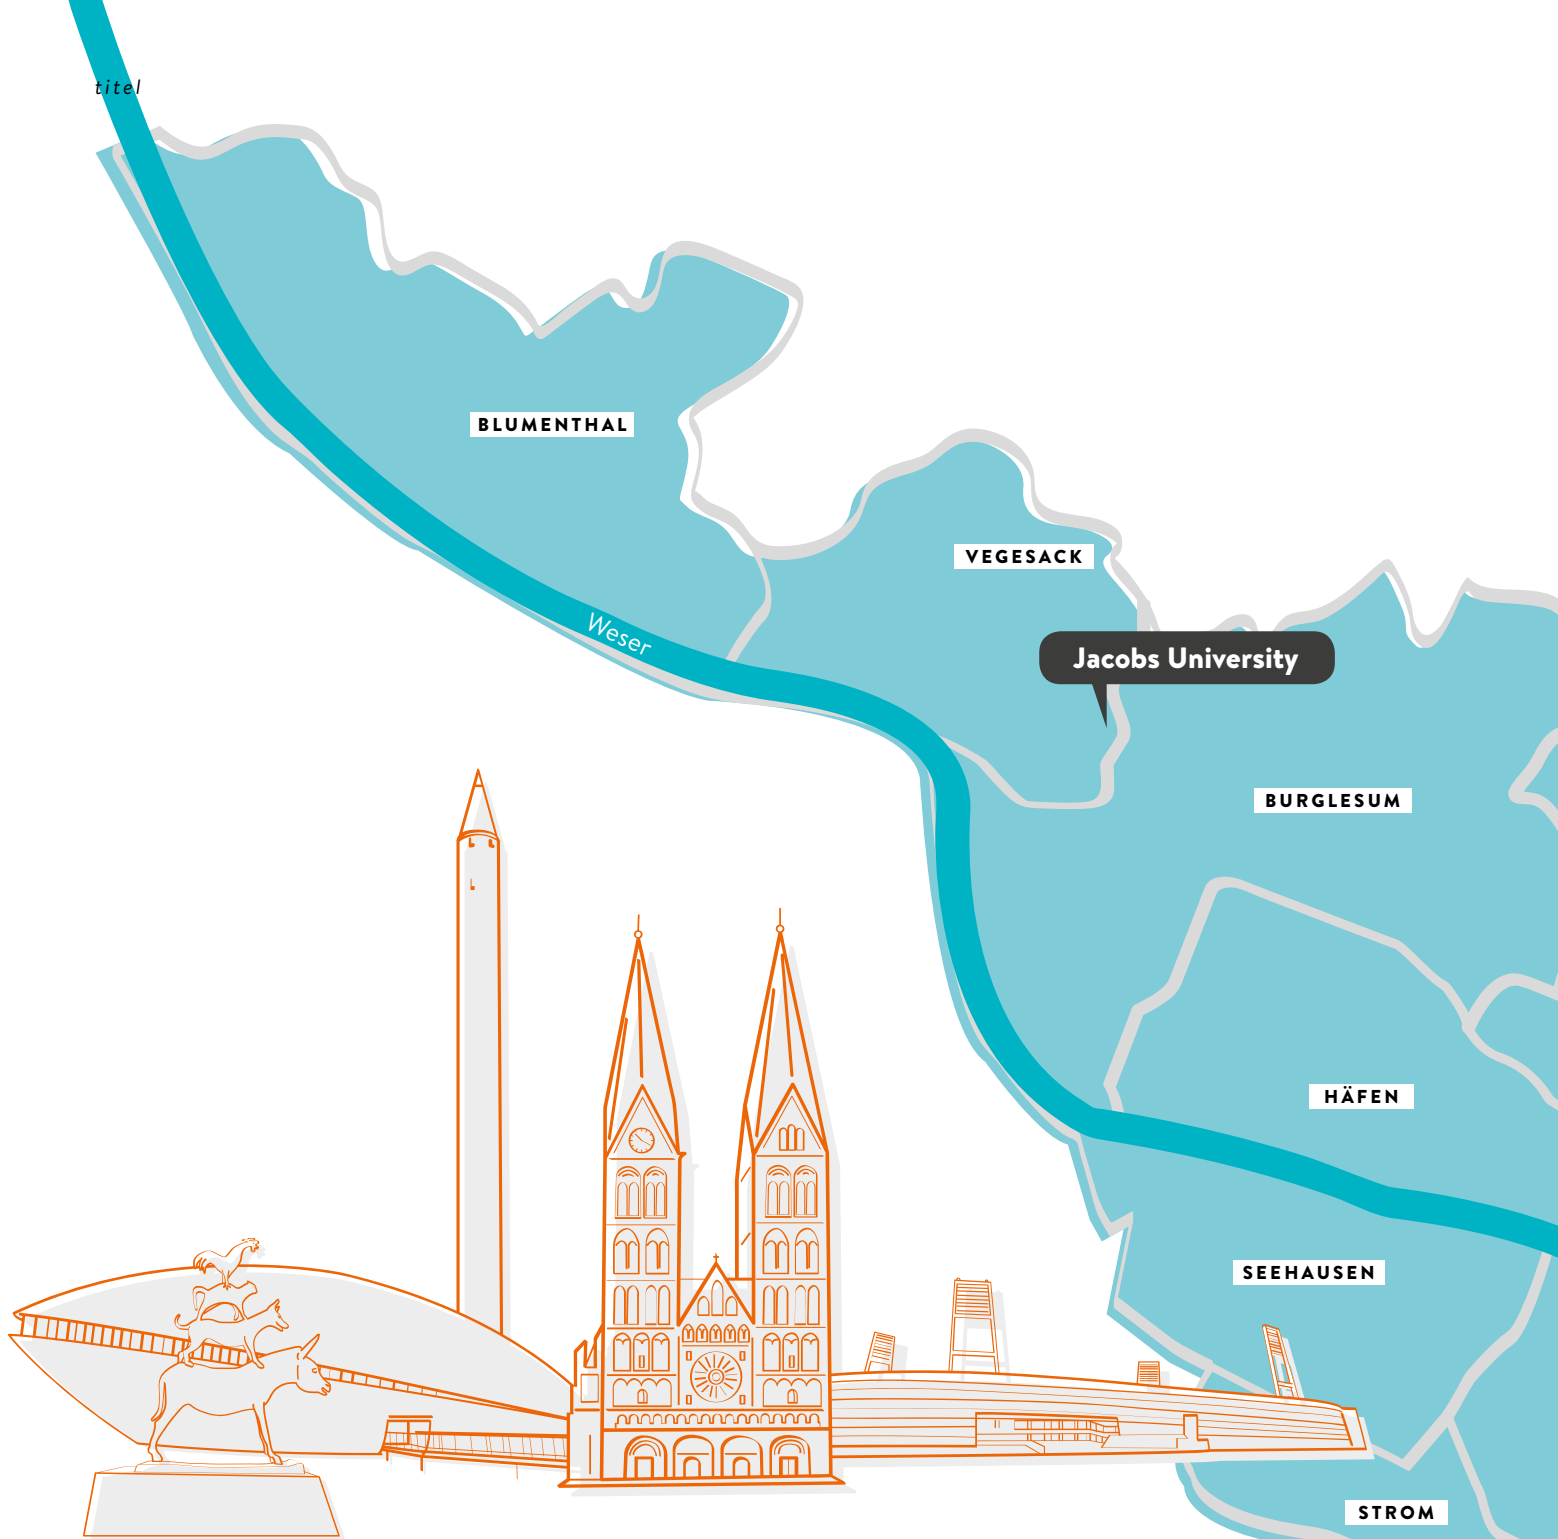 titel
BLUMENTHAL
VEGESACK
Weser
Jacobs University
BURGLESUM
HÄFEN
SEEHAUSEN
STROM